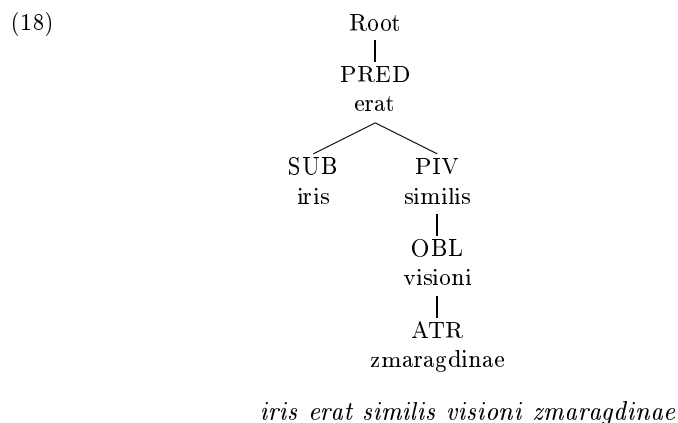 (18) Root
PRED
erat
SUB PIV
iris similis
OBL
visioni
ATR
zmaragdinae
iris erat similis visioni zmaragdinae